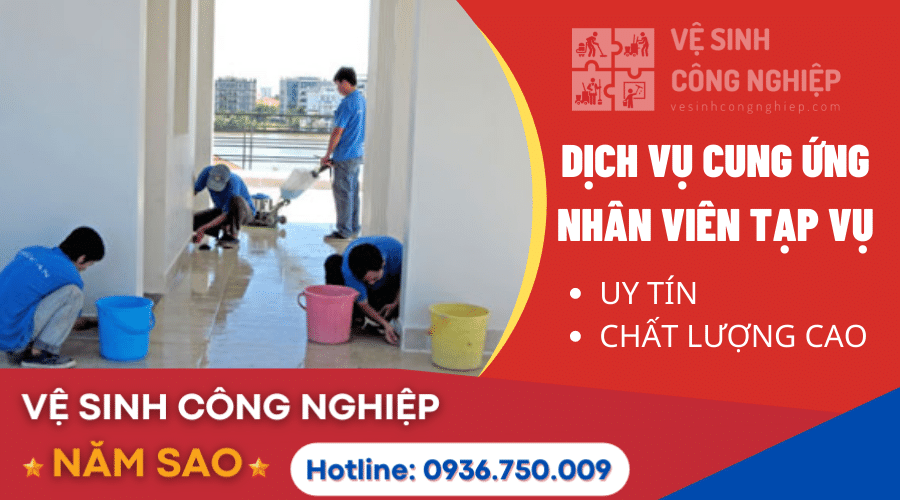 VỆ SINH
CÔNG NGHIỆP
vesinhcongnghiep.com
DỊCH VỤ CUNG ỨNG
NHÂN VIÊN TẠP VỤ
• UY TÍN
• CHẤT LƯỢNG CAO
VỆ SINH CÔNG NGHIỆP
NĂM SAO
Hotline: 0936.750.009